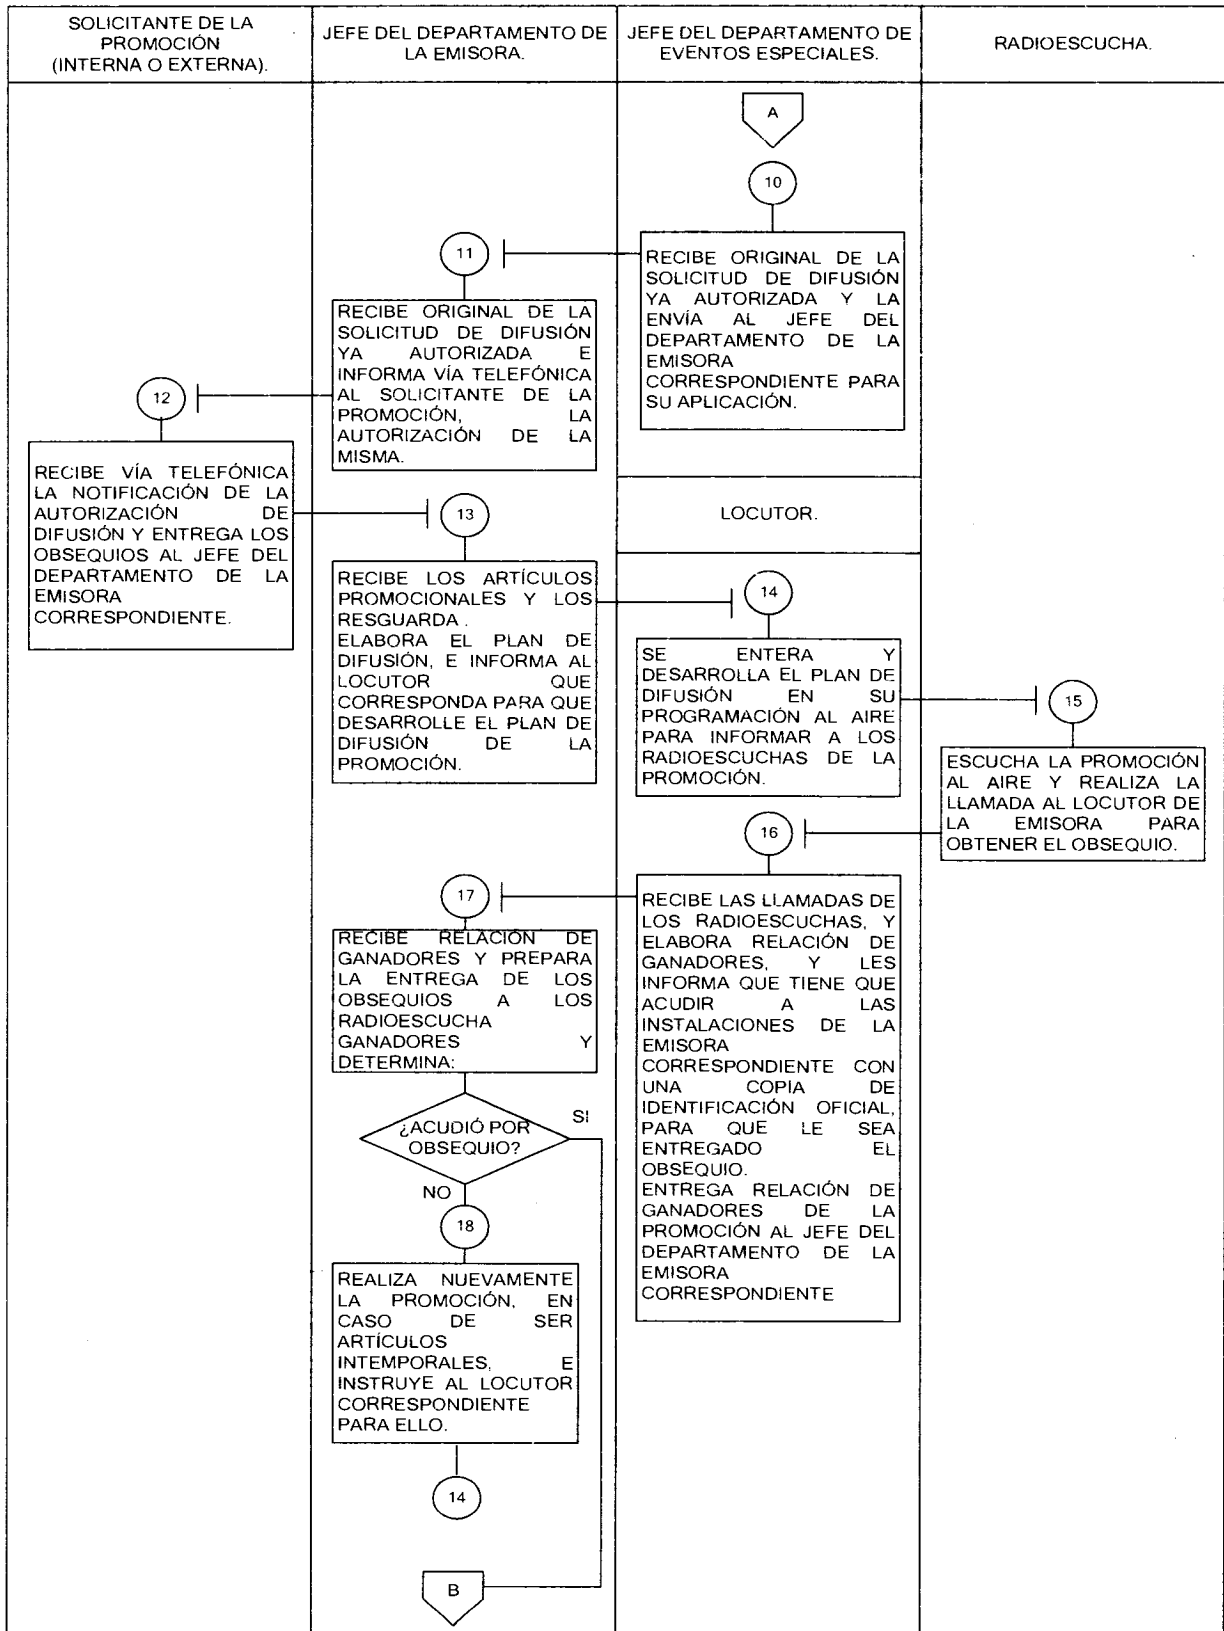 SOLICITANTE DE LA
PROMOCIÓN
(INTERNA O EXTERNA).
JEFE DEL DEPARTAMENTO DE
LA EMISORA.
JEFE DEL DEPARTAMENTO DE
EVENTOS ESPECIALES.
RADIOESCUCHA.
A
10
RECIBE ORIGINAL DE LA
SOLICITUD DE DIFUSIÓN
YA AUTORIZADA Y LA
ENVÍA AL JEFE DEL
DEPARTAMENTO DE LA
EMISORA
CORRESPONDIENTE PARA
SU APLICACIÓN.
11
RECIBE ORIGINAL DE LA
SOLICITUD DE DIFUSIÓN
YA AUTORIZADA E
INFORMA VÍA TELEFÓNICA
AL SOLICITANTE DE LA
PROMOCIÓN, LA
AUTORIZACIÓN DE LA
MISMA.
12
RECIBE VÍA TELEFÓNICA
LA NOTIFICACIÓN DE LA
AUTORIZACIÓN DE
DIFUSIÓN Y ENTREGA LOS
OBSEQUIOS AL JEFE DEL
DEPARTAMENTO DE LA
EMISORA
CORRESPONDIENTE.
13
RECIBE LOS ARTÍCULOS
PROMOCIONALES Y LOS
RESGUARDA .
ELABORA EL PLAN DE
DIFUSIÓN, E INFORMA AL
LOCUTOR QUE
CORRESPONDA PARA QUE
DESARROLLE EL PLAN DE
DIFUSIÓN DE LA
PROMOCIÓN.
LOCUTOR.
14
SE ENTERA Y
DESARROLLA EL PLAN DE
DIFUSIÓN EN SU
PROGRAMACIÓN AL AIRE
PARA INFORMAR A LOS
RADIOESCUCHAS DE LA
PROMOCIÓN.
15
ESCUCHA LA PROMOCIÓN
AL AIRE Y REALIZA LA
LLAMADA AL LOCUTOR DE
LA EMISORA PARA
OBTENER EL OBSEQUIO.
16
RECIBE LAS LLAMADAS DE
LOS RADIOESCUCHAS, Y
ELABORA RELACIÓN DE
GANADORES, Y LES
INFORMA QUE TIENE QUE
ACUDIR A LAS
INSTALACIONES DE LA
EMISORA
CORRESPONDIENTE CON
UNA COPIA DE
IDENTIFICACIÓN OFICIAL,
PARA QUE LE SEA
ENTREGADO EL
OBSEQUIO.
ENTREGA RELACIÓN DE
GANADORES DE LA
PROMOCIÓN AL JEFE DEL
DEPARTAMENTO DE LA
EMISORA
CORRESPONDIENTE
17
RECIBE RELACIÓN DE
GANADORES Y PREPARA
LA ENTREGA DE LOS
OBSEQUIOS A LOS
RADIOESCUCHA
GANADORES Y
DETERMINA:
¿ACUDIÓ POR
OBSEQUIO?
SI
NO
18
REALIZA NUEVAMENTE
LA PROMOCIÓN, EN
CASO DE SER
ARTÍCULOS
INTEMPORALES, E
INSTRUYE AL LOCUTOR
CORRESPONDIENTE
PARA ELLO.
14
B